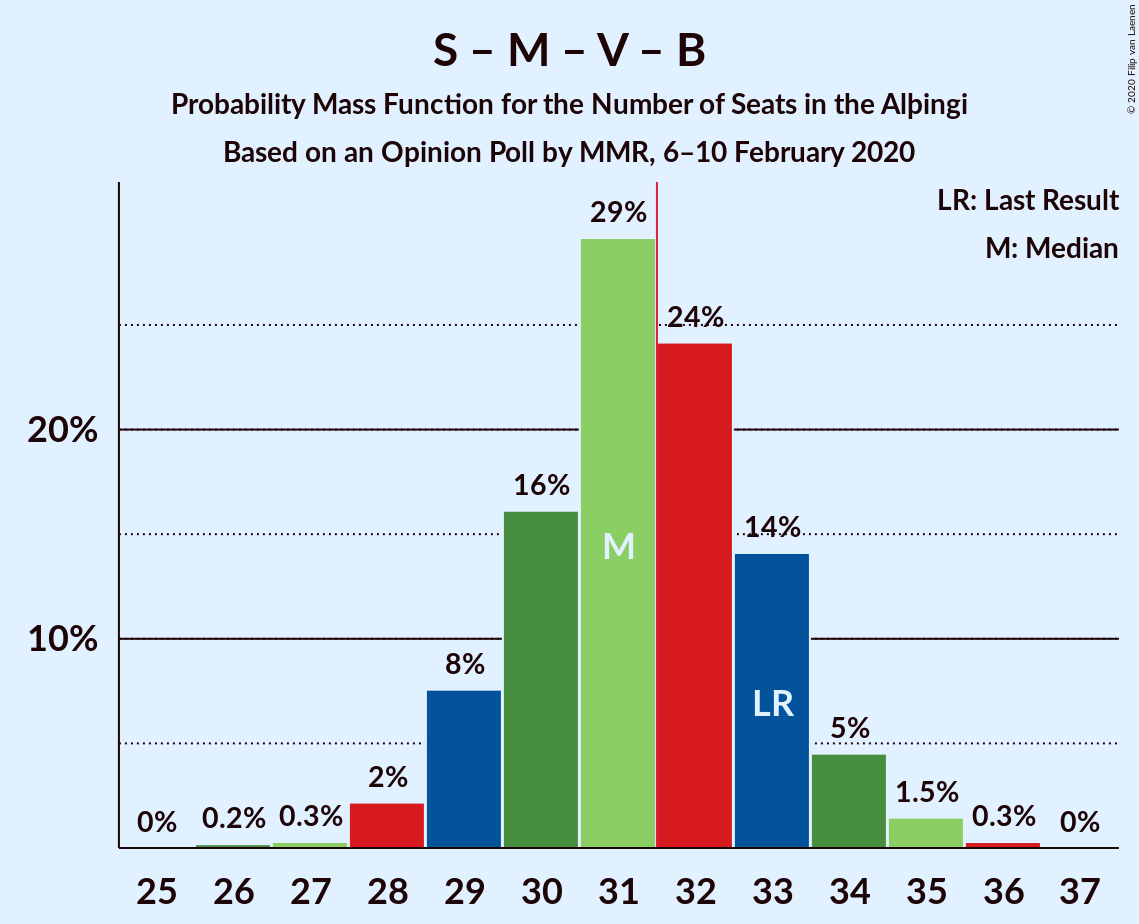 S – M – V – B
Probability Mass Function for the Number of Seats in the Alþingi
Based on an Opinion Poll by MMR, 6–10 February 2020
© 2020 Filip van Laenen
LR: Last Result
M: Median
20%
10%
0%
0.2%
0.3%
2%
8%
16%
29%
24%
14%
5%
1.5%
0.3%
0%
M
LR
25 26 27 28 29 30 31 32 33 34 35 36 37